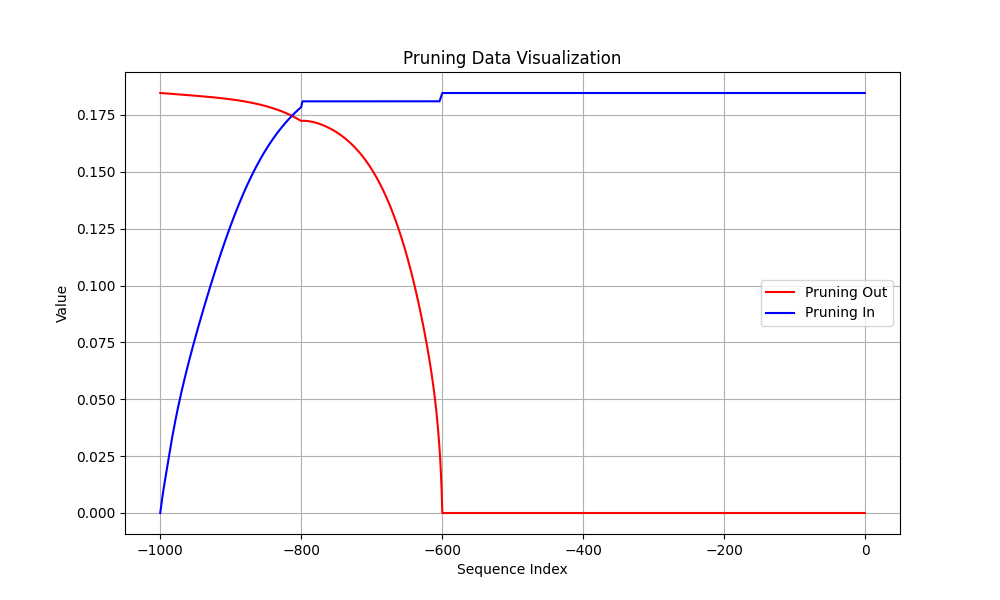 Pruning Data Visualization
0.175
0.150
0.125
0.100
0.075
0.050
0.025
0.000
Value
Pruning Out
Pruning In
−1000
−800
−600
−400
−200
0
Sequence Index